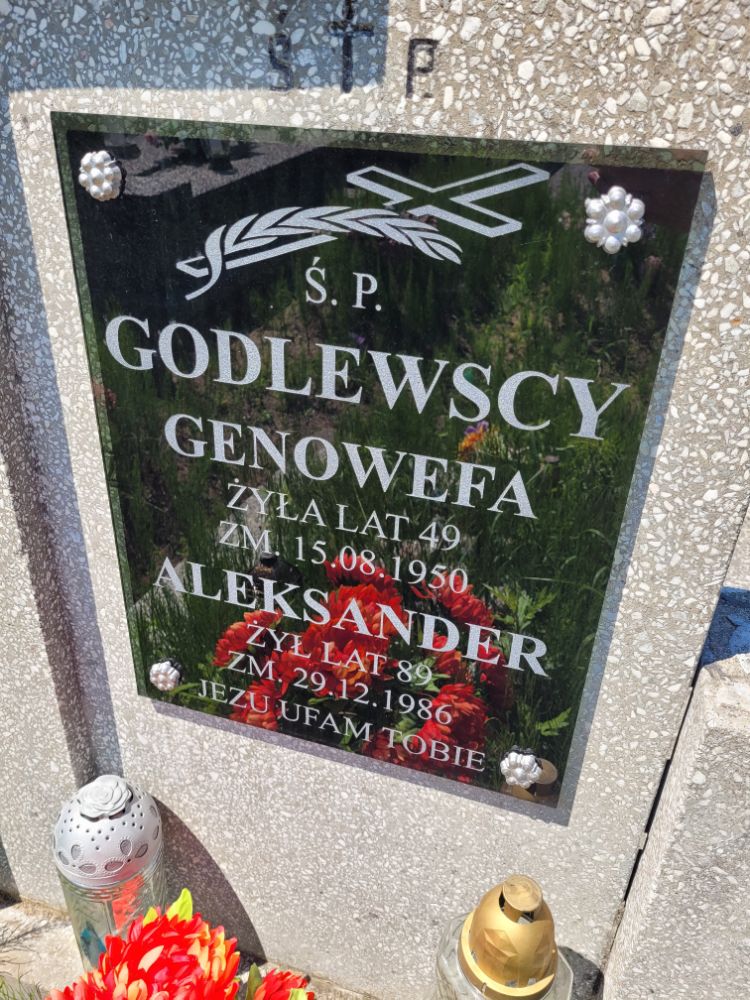 Ś † P.
Ś. P.
GODLEWSCY
GENOWEFA
ŻYŁA LAT 49
ZM. 15.08.1950
ALEKSANDER
ŻYŁ LAT 89
ZM. 29.12.1986
JEZU UFAM TOBIE